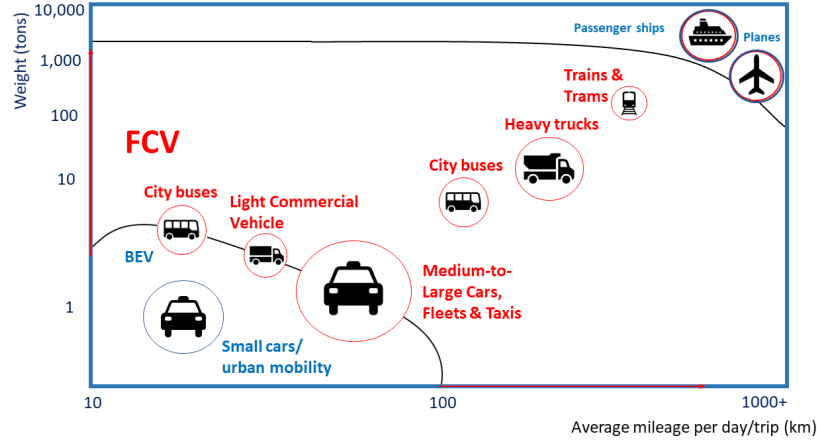 10,000
Weight (tons)
1,000
100
10
1
Passenger ships
Planes
Trains &
Trams
Heavy trucks
FCV
City buses
City buses
Light Commercial
Vehicle
BEV
Medium-to-
Large Cars,
Fleets & Taxis
Small cars/
urban mobility
10
100
1000+
Average mileage per day/trip (km)